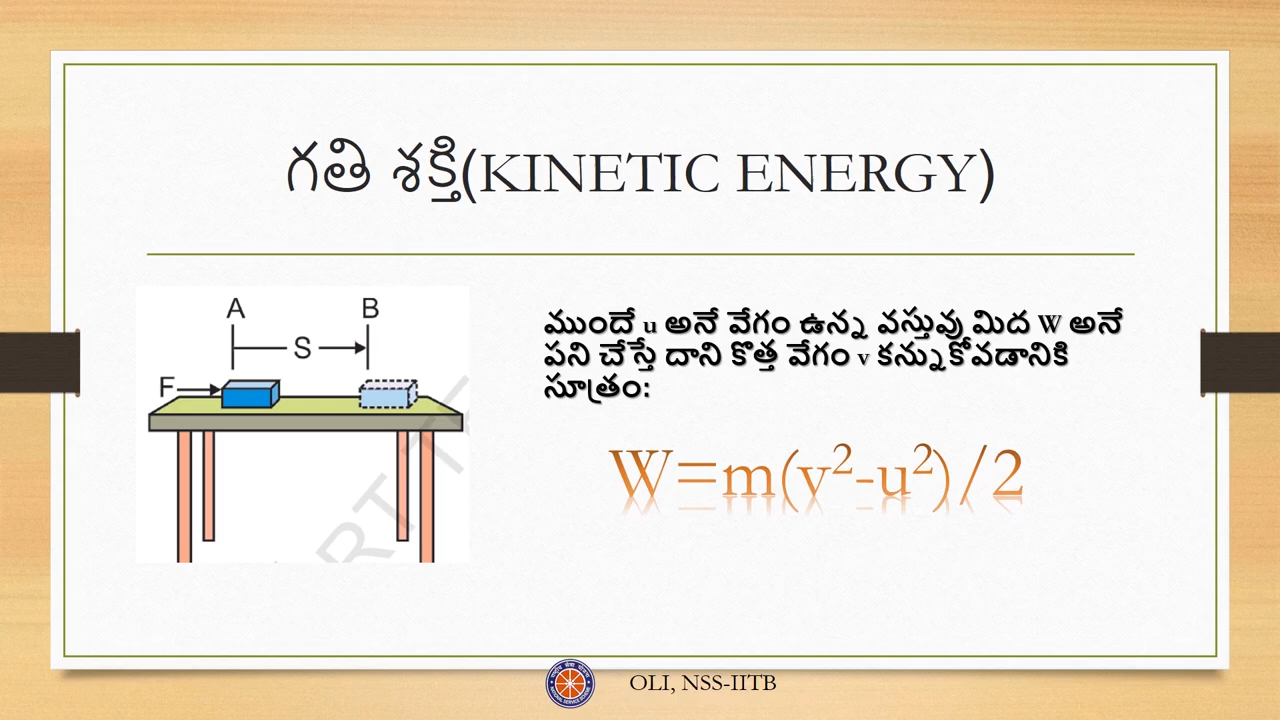 గతి శక్తి(KINETIC ENERGY)
A B
S
F
ముందే u అనే వేగం ఉన్న వస్తువు మిద W అనే
పని చేస్తే దాని కొత్త వేగం v కన్నుకోవడానికి
సూత్రం:
W=m(v²-u²)/2
OLI, NSS-IITB